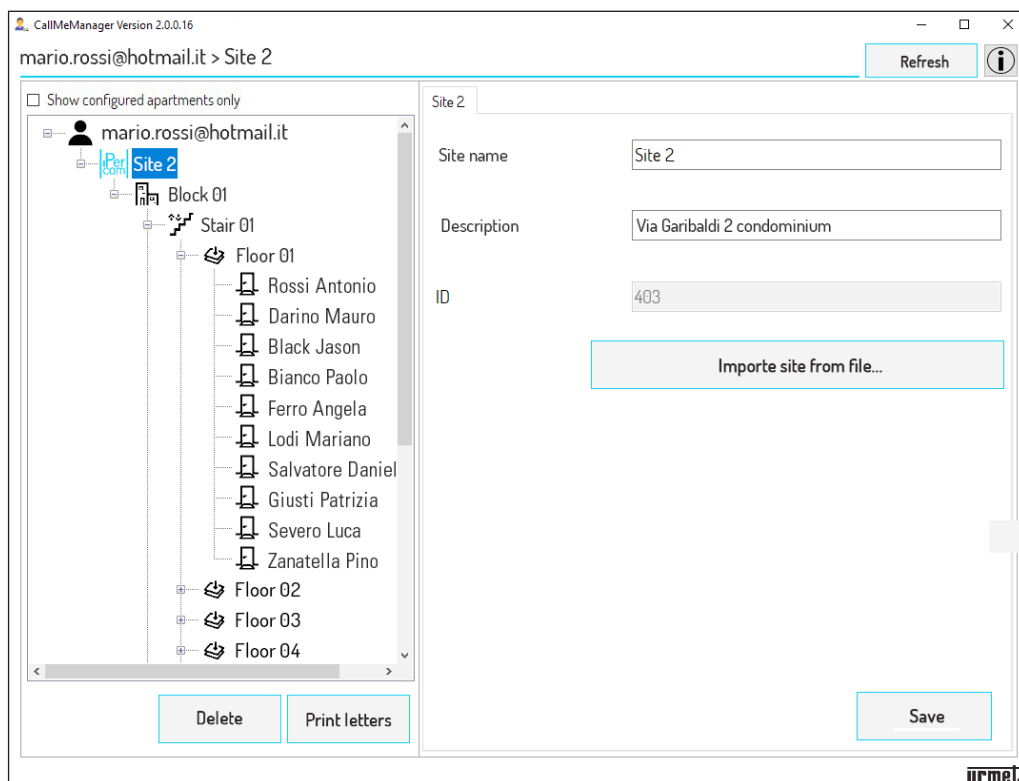 CallMeManager Version 2.0.0.16
mario.rossi@hotmail.it > Site 2
Refresh
Show configured apartments only
mario.rossi@hotmail.it
IPer com Site 2
Block 01
Stair 01
Floor 01
Rossi Antonio
Darino Mauro
Black Jason
Bianco Paolo
Ferro Angela
Lodi Mariano
Salvatore Daniel
Giusti Patrizia
Severo Luca
Zanatella Pino
Floor 02
Floor 03
Floor 04
Delete
Print letters
Site 2
Site name
Site 2
Description
Via Garibaldi 2 condominium
ID
403
Importe site from file...
Save
urmet